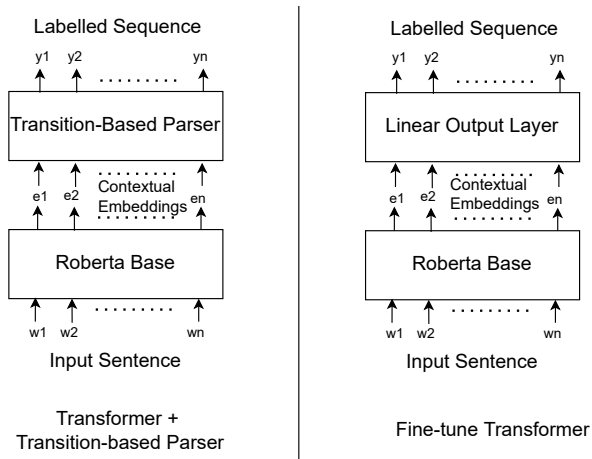 Labelled Sequence
y1 y2 yn
Transition-Based Parser
Contextual
e1 e2 Embeddings en
Roberta Base
w1 w2 wn
Input Sentence
Transformer +
Transition-based Parser
Labelled Sequence
y1 y2 yn
Linear Output Layer
Contextual
e1 e2 Embeddings en
Roberta Base
w1 w2 wn
Input Sentence
Fine-tune Transformer